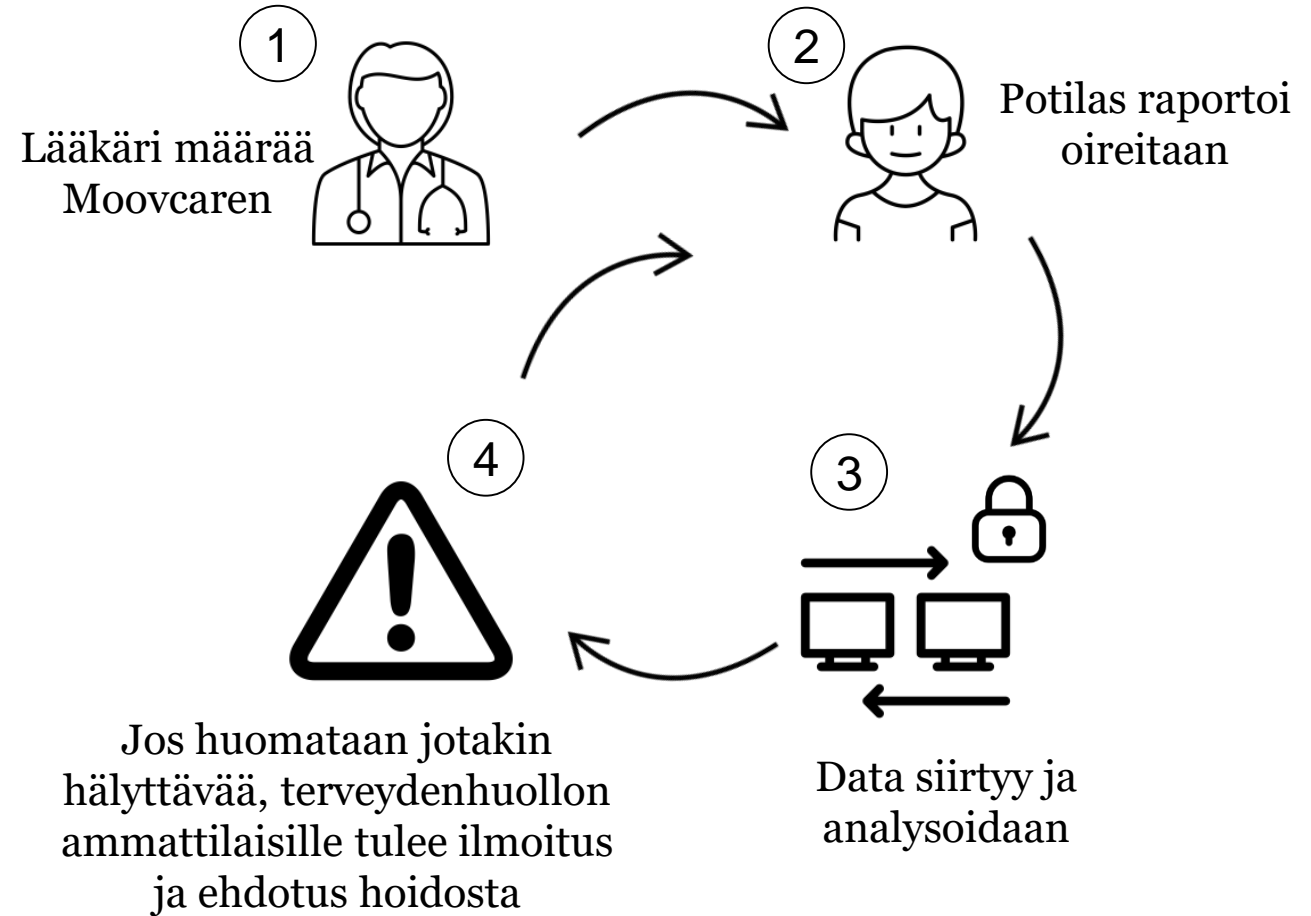 1
Lääkäri määrää
Moovcaren
2
Potilas raportoi
oireitaan
3
Data siirtyy ja
analysoidaan
4
Jos huomataan jotakin
hälyttävää, terveydenhuollon
ammattilaisille tulee ilmoitus
ja ehdotus hoidosta